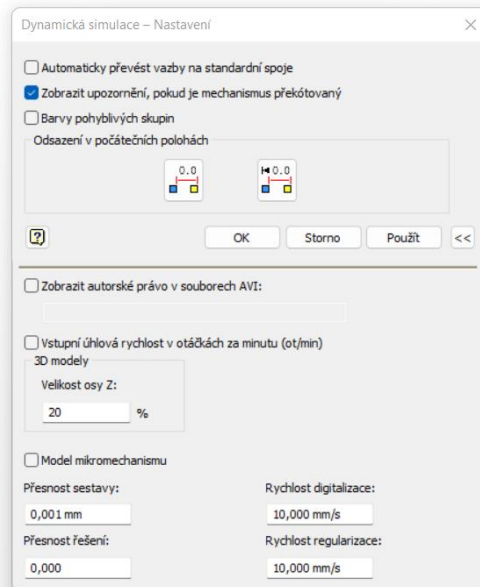 Dynamická simulace – Nastavení
Automaticky převést vazby na standardní spoje
Zobrazit upozornění, pokud je mechanismus překótovaný
Barvy pohyblivých skupin
Odsazení v počátečních polohách
0.0 0.0
OK Storno Použít <<
Zobrazit autorské právo v souborech AVI:
Vstupní úhlová rychlost v otáčkách za minutu (ot/min)
3D modely
Velikost osy Z:
20 %
Model mikromechanismu
Přesnost sestavy: Rychlost digitalizace:
0,001 mm 10,000 mm/s
Přesnost řešení: Rychlost regularizace:
0,000 10,000 mm/s